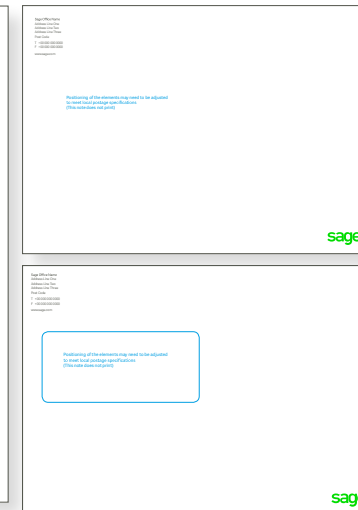 Sage Office Name
Address Line One
Address Line Two
Address Line Three
Post Code
T +00 000 000 0000
F +00 000 000 0000
www.sage.com
Positioning of the elements may need to be adjusted
to meet local postage specifications
(This note does not print)
sage
Sage Office Name
Address Line One
Address Line Two
Address Line Three
Post Code
T +00 000 000 0000
F +00 000 000 0000
www.sage.com
Positioning of the elements may need to be adjusted
to meet local postage specifications
(This note does not print)
sag